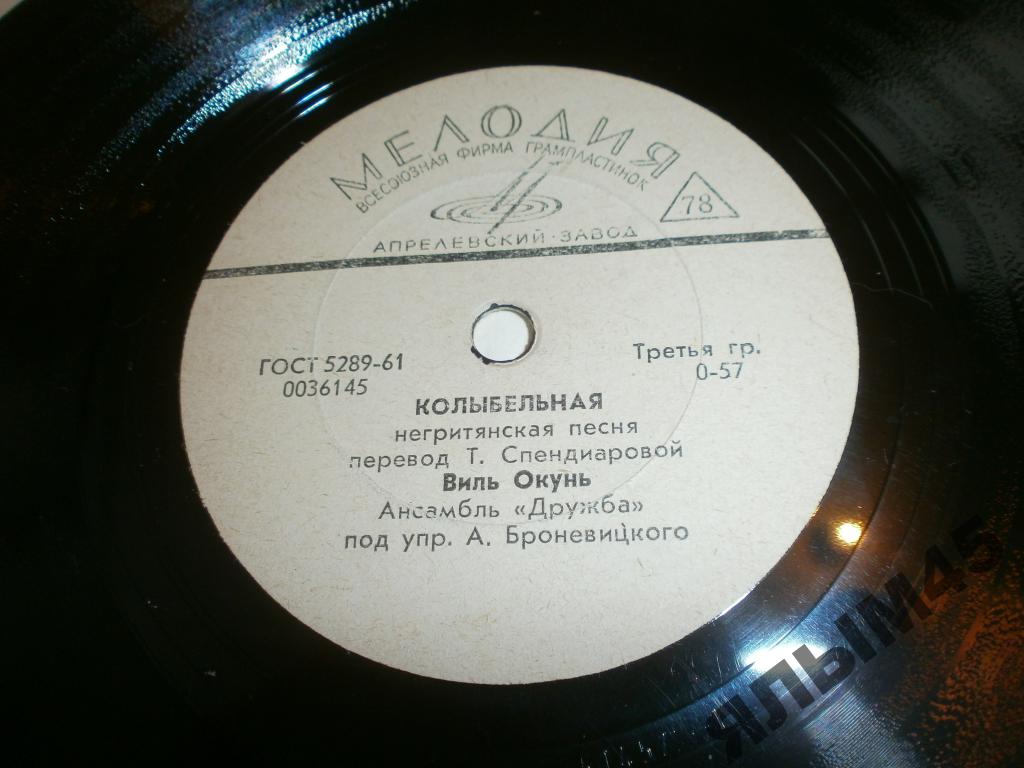 МЕЛОДИЯ
ВСЕСОЮЗНАЯ ФИРМА ГРАМПЛАСТИНОК
78
АПРЕЛЕВСКИЙ·ЗАВОД
ГОСТ 5289-61
0036145
Третья гр.
0-57
КОЛЫБЕЛЬНАЯ
негритянская песня
перевод Т. Спендиаровой
Виль Окунь
Ансамбль «Дружба»
под упр. А. Броневицкого
ЯЛЫМ45